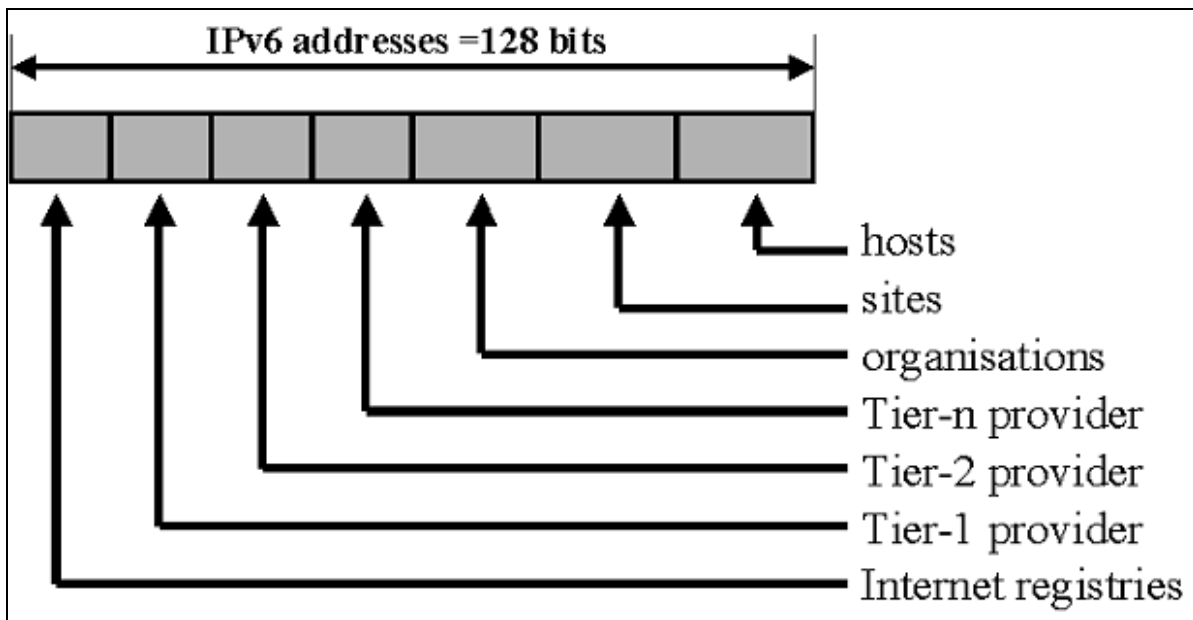 IPv6 addresses =128 bits
hosts
sites
organisations
Tier-n provider
Tier-2 provider
Tier-1 provider
Internet registries